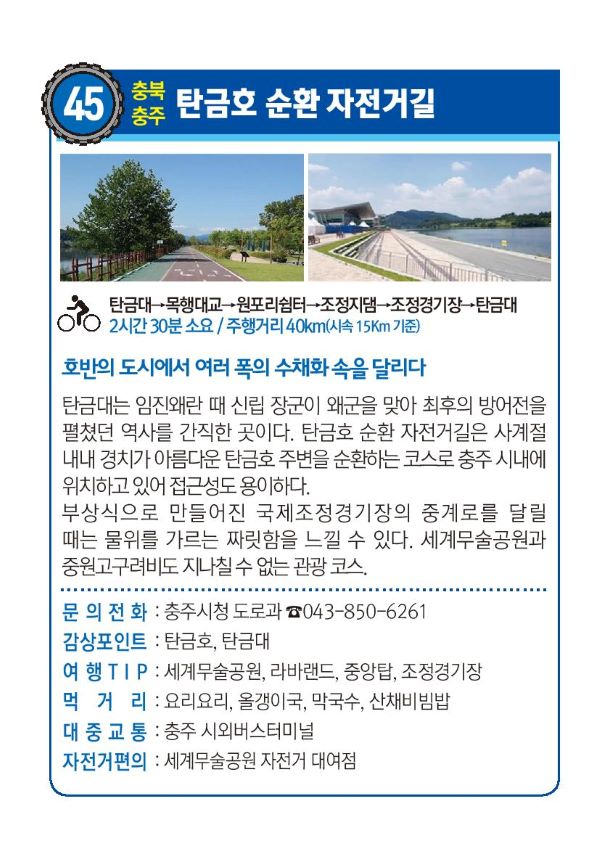 45 충북 충주 탄금호 순환 자전거길
탄금대→목행대교→원포리쉼터→조정지댐→조정경기장→탄금대
2시간 30분 소요 / 주행거리 40km(시속 15Km 기준)
호반의 도시에서 여러 폭의 수채화 속을 달리다
탄금대는 임진왜란 때 신립 장군이 왜군을 맞아 최후의 방어전을
펼쳤던 역사를 간직한 곳이다. 탄금호 순환 자전거길은 사계절
내내 경치가 아름다운 탄금호 주변을 순환하는 코스로 충주 시내에
위치하고 있어 접근성도 용이하다.
부상식으로 만들어진 국제조정경기장의 중계로를 달릴
때는 물위를 가르는 짜릿함을 느낄 수 있다. 세계무술공원과
중원고구려비도 지나칠 수 없는 관광 코스.
문의전화 : 충주시청 도로과 ☎043-850-6261
감상포인트 : 탄금호, 탄금대
여행TIP : 세계무술공원, 라바랜드, 중앙탑, 조정경기장
먹거리 : 요리요리, 올갱이국, 막국수, 산채비빔밥
대중교통 : 충주 시외버스터미널
자전거편의 : 세계무술공원 자전거 대여점